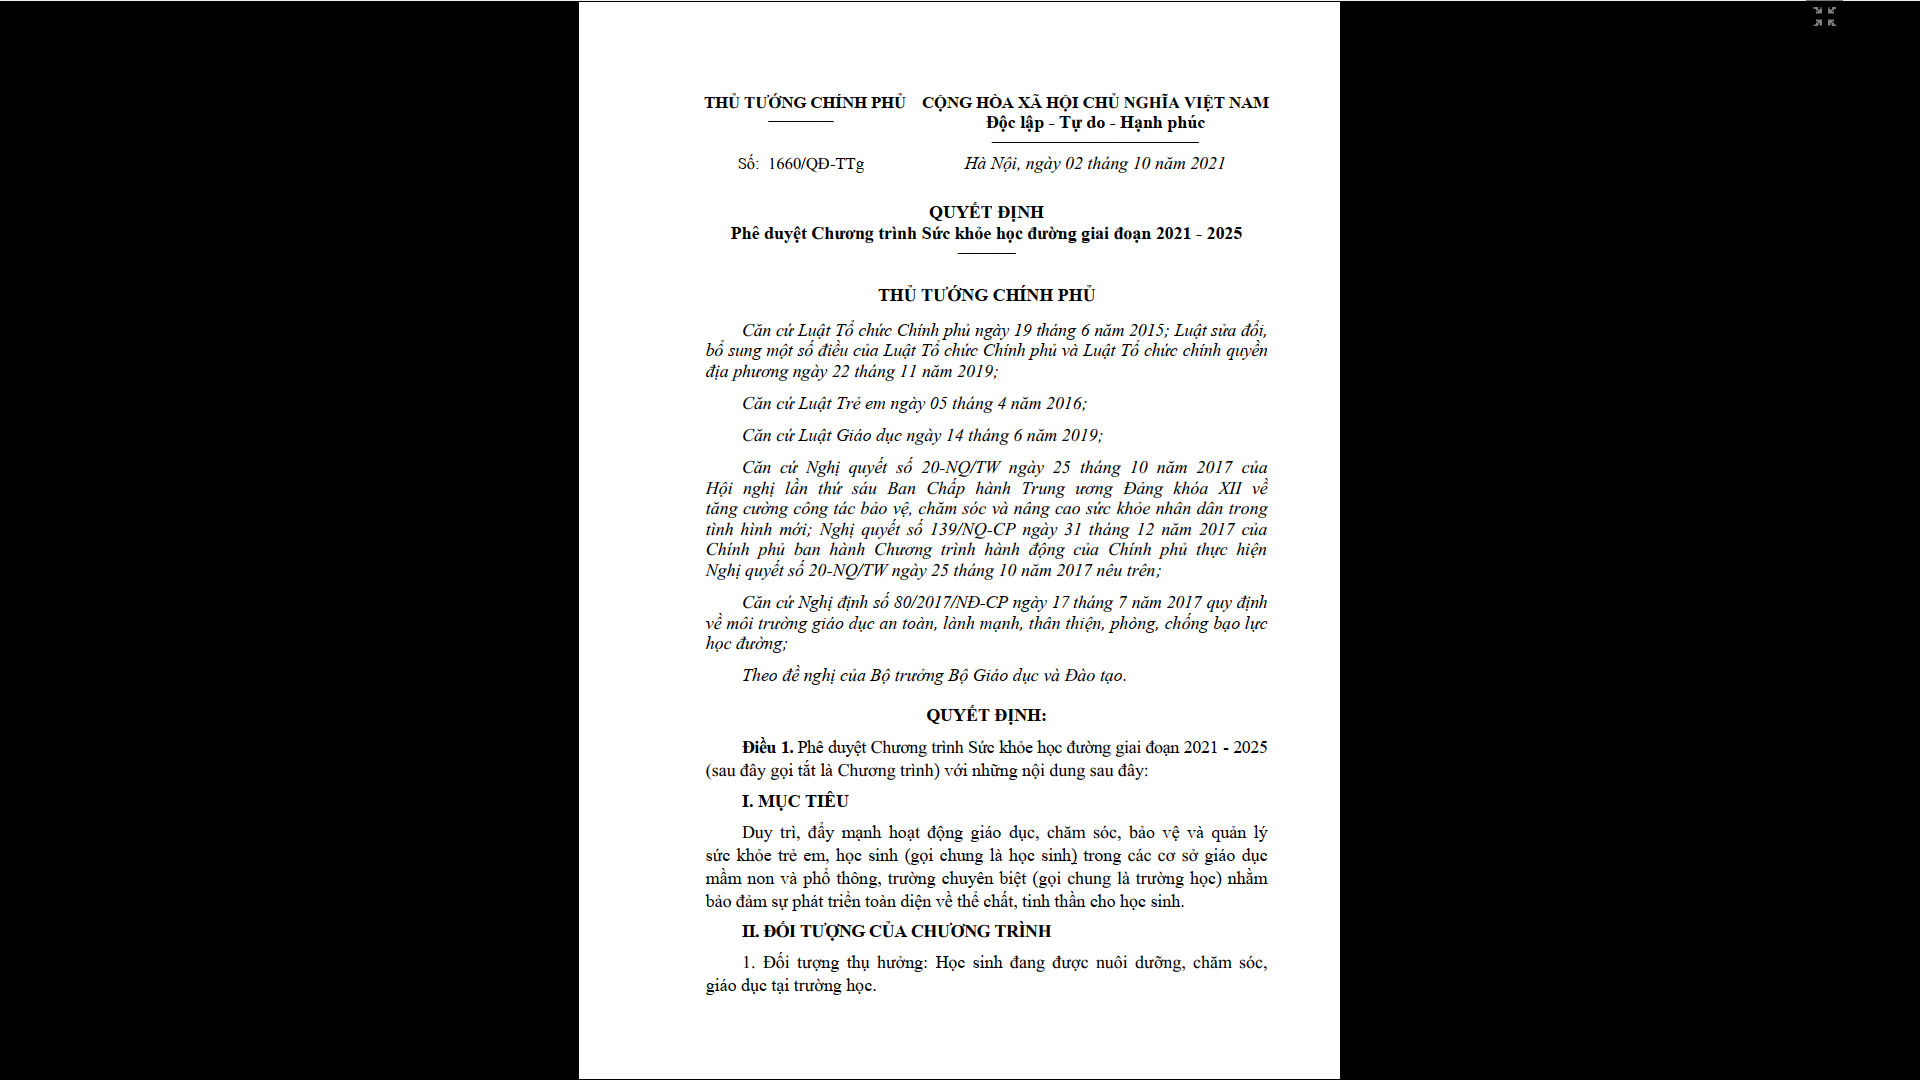 THỦ TƯỚNG CHÍNH PHỦ
CỘNG HÒA XÃ HỘI CHỦ NGHĨA VIỆT NAM
Độc lập - Tự do - Hạnh phúc
Số:  1660/QĐ-TTg
Hà Nội, ngày 02 tháng 10 năm 2021
QUYẾT ĐỊNH
Phê duyệt Chương trình Sức khỏe học đường giai đoạn 2021 - 2025
THỦ TƯỚNG CHÍNH PHỦ
Căn cứ Luật Tổ chức Chính phủ ngày 19 tháng 6 năm 2015; Luật sửa đổi,
bổ sung một số điều của Luật Tổ chức Chính phủ và Luật Tổ chức chính quyền
địa phương ngày 22 tháng 11 năm 2019;
Căn cứ Luật Trẻ em ngày 05 tháng 4 năm 2016;
Căn cứ Luật Giáo dục ngày 14 tháng 6 năm 2019;
Căn cứ Nghị quyết số 20-NQ/TW ngày 25 tháng 10 năm 2017 của
Hội nghị lần thứ sáu Ban Chấp hành Trung ương Đảng khóa XII về
tăng cường công tác bảo vệ, chăm sóc và nâng cao sức khỏe nhân dân trong
tình hình mới; Nghị quyết số 139/NQ-CP ngày 31 tháng 12 năm 2017 của
Chính phủ ban hành Chương trình hành động của Chính phủ thực hiện
Nghị quyết số 20-NQ/TW ngày 25 tháng 10 năm 2017 nêu trên;
Căn cứ Nghị định số 80/2017/NĐ-CP ngày 17 tháng 7 năm 2017 quy định
về môi trường giáo dục an toàn, lành mạnh, thân thiện, phòng, chống bạo lực
học đường;
Theo đề nghị của Bộ trưởng Bộ Giáo dục và Đào tạo.
QUYẾT ĐỊNH:
Điều 1. Phê duyệt Chương trình Sức khỏe học đường giai đoạn 2021 - 2025
(sau đây gọi tắt là Chương trình) với những nội dung sau đây:
I. MỤC TIÊU
Duy trì, đẩy mạnh hoạt động giáo dục, chăm sóc, bảo vệ và quản lý
sức khỏe trẻ em, học sinh (gọi chung là học sinh) trong các cơ sở giáo dục
mầm non và phổ thông, trường chuyên biệt (gọi chung là trường học) nhằm
bảo đảm sự phát triển toàn diện về thể chất, tinh thần cho học sinh.
II. ĐỐI TƯỢNG CỦA CHƯƠNG TRÌNH
1. Đối tượng thụ hưởng: Học sinh đang được nuôi dưỡng, chăm sóc,
giáo dục tại trường học.